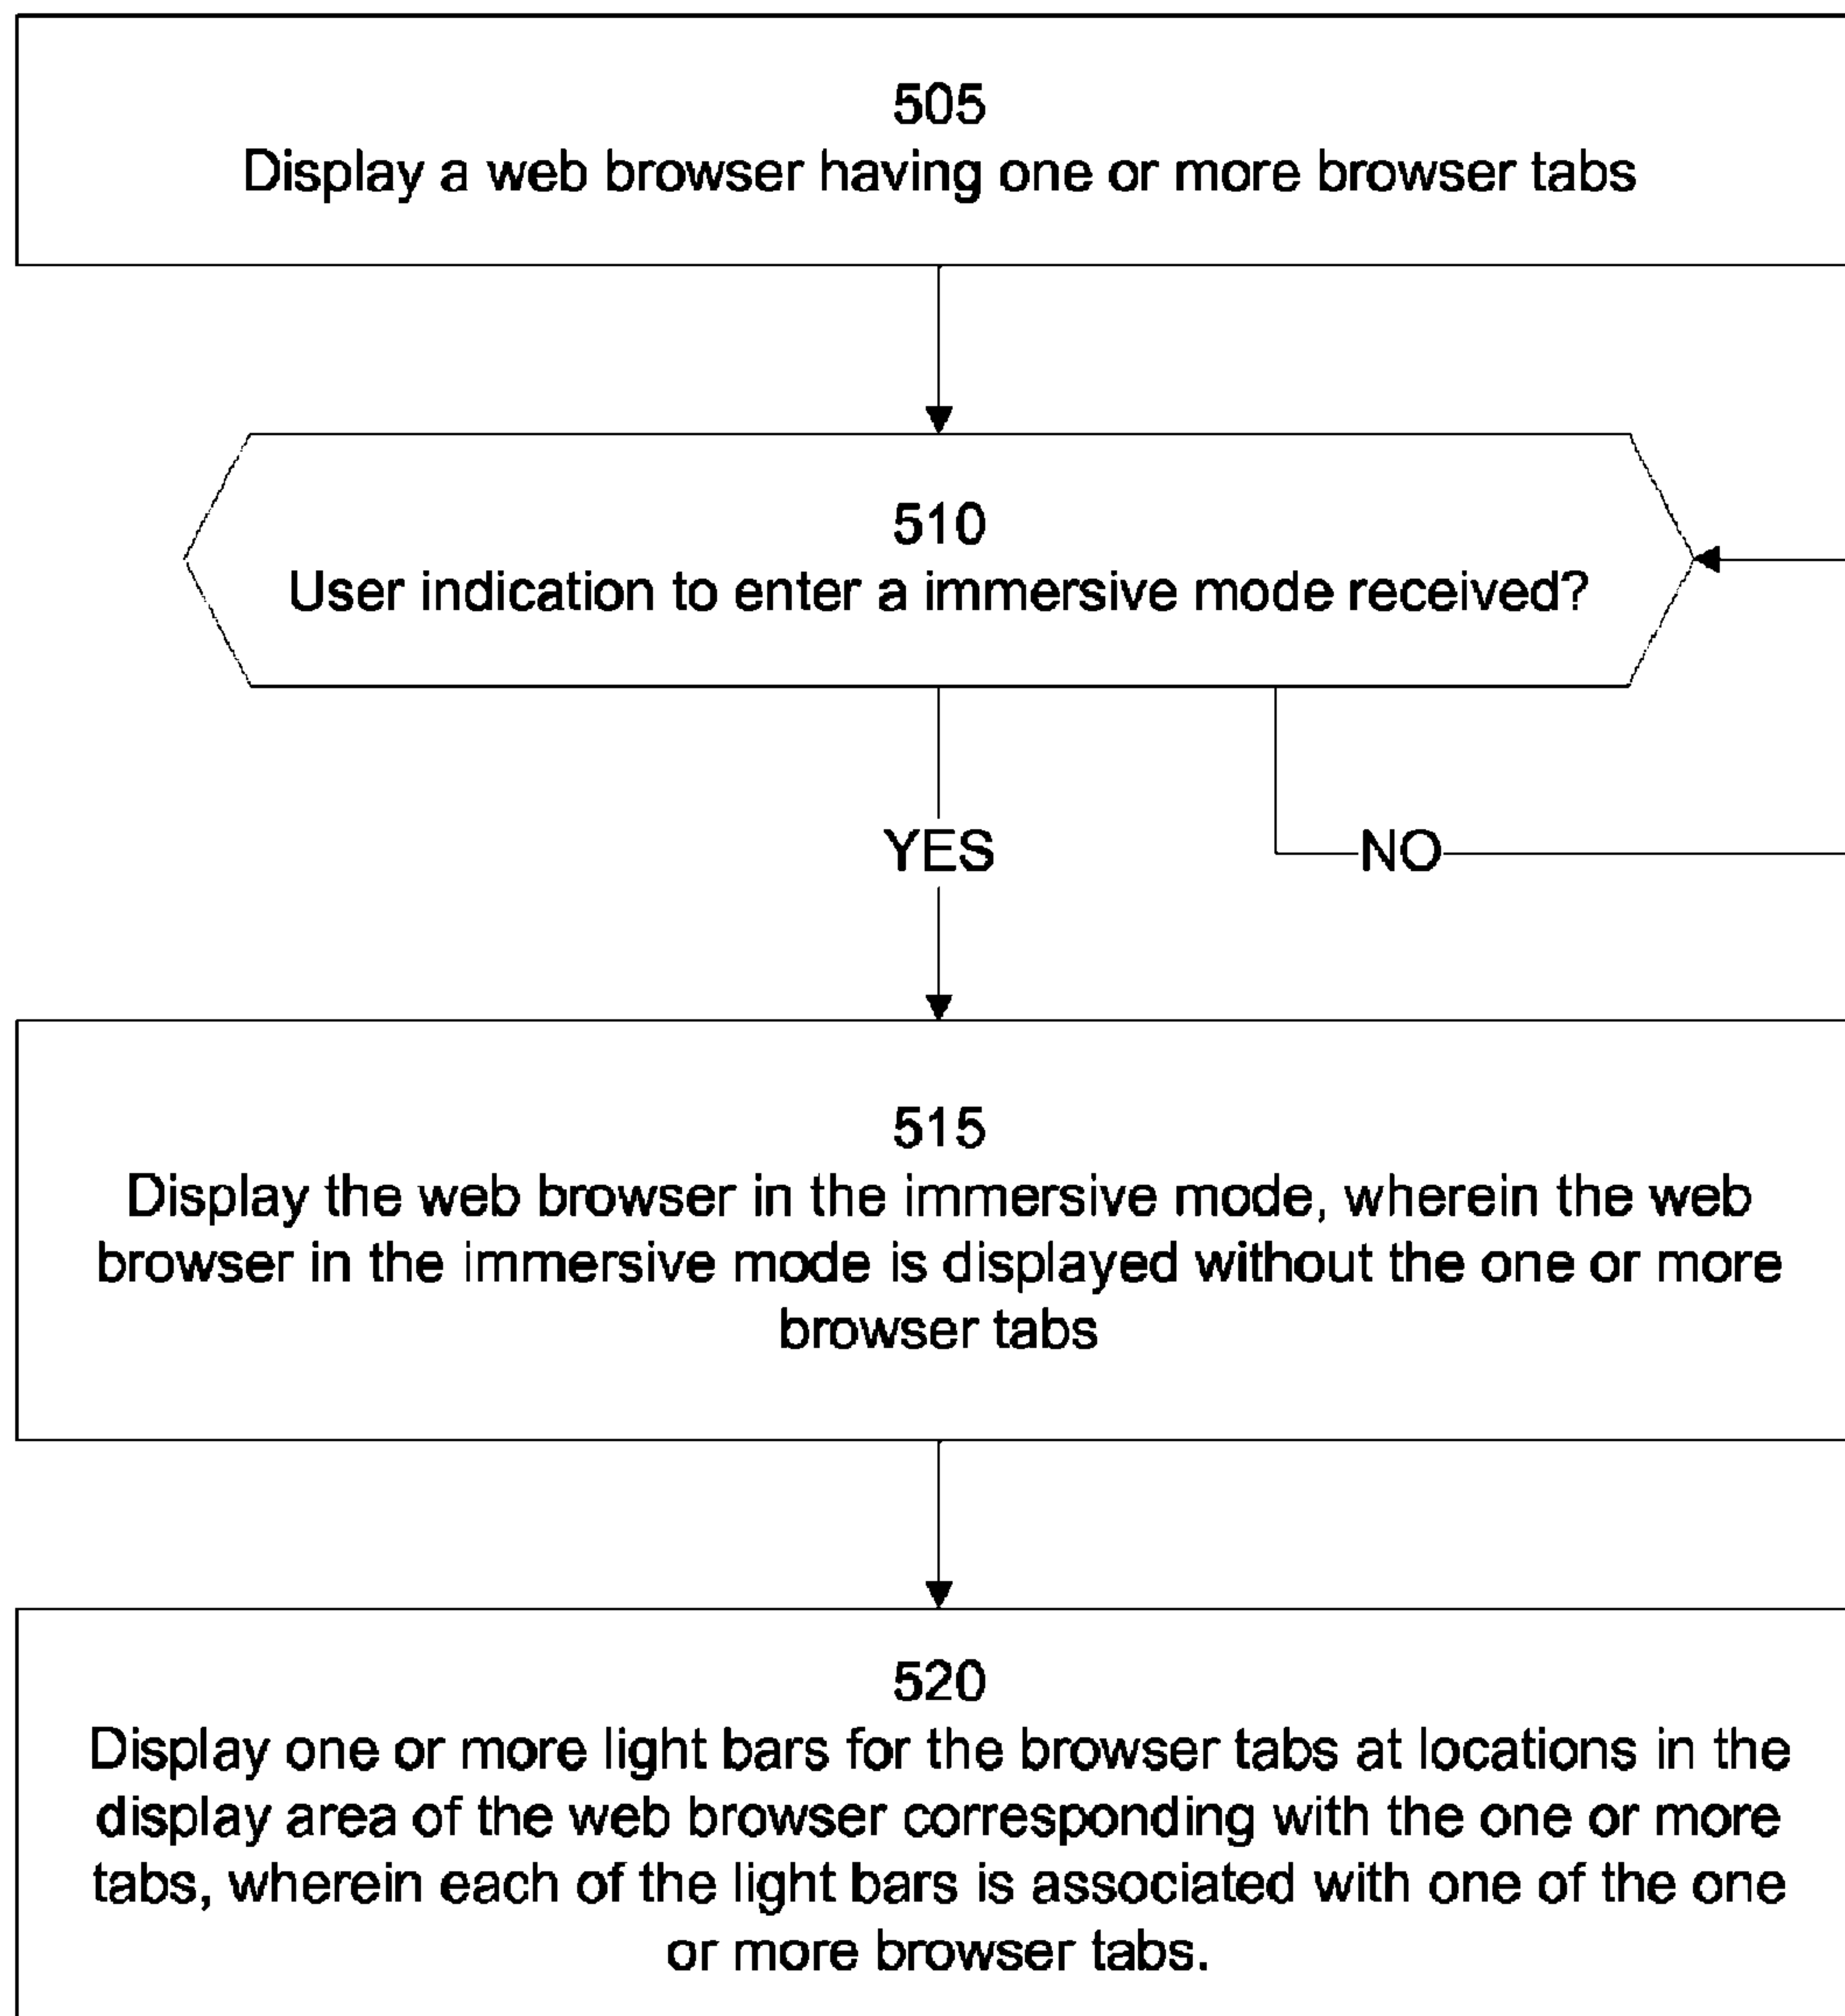 505
Display a web browser having one or more browser tabs
510
User indication to enter a immersive mode received?
YES
NO
515
Display the web browser in the immersive mode, wherein the web
browser in the immersive mode is displayed without the one or more
browser tabs
520
Display one or more light bars for the browser tabs at locations in the
display area of the web browser corresponding with the one or more
tabs, wherein each of the light bars is associated with one of the one
or more browser tabs.